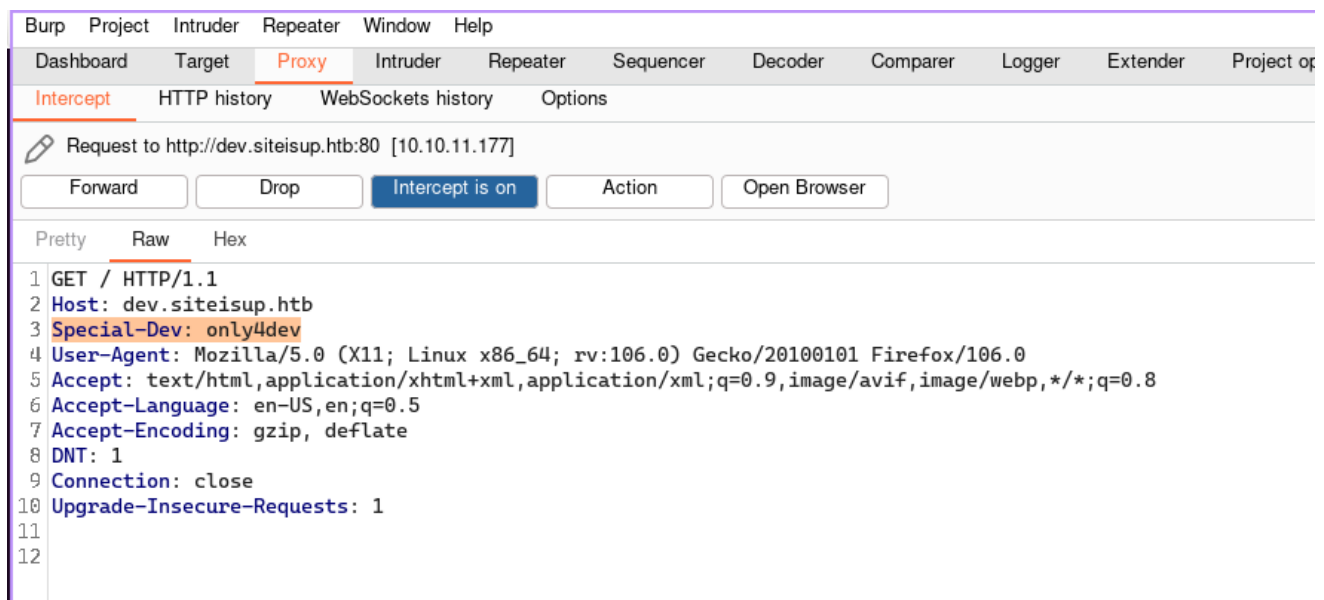 Burp Project Intruder Repeater Window Help
Dashboard Target Proxy Intruder Repeater Sequencer Decoder Comparer Logger Extender Project op
Intercept HTTP history WebSockets history Options
Request to http://dev.siteisup.htb:80 [10.10.11.177]
Forward Drop Intercept is on Action Open Browser
Pretty Raw Hex
1 GET / HTTP/1.1
2 Host: dev.siteisup.htb
3 Special-Dev: only4dev
4 User-Agent: Mozilla/5.0 (X11; Linux x86_64; rv:106.0) Gecko/20100101 Firefox/106.0
5 Accept: text/html,application/xhtml+xml,application/xml;q=0.9,image/avif,image/webp,*/*;q=0.8
6 Accept-Language: en-US,en;q=0.5
7 Accept-Encoding: gzip, deflate
8 DNT: 1
9 Connection: close
10 Upgrade-Insecure-Requests: 1
11
12